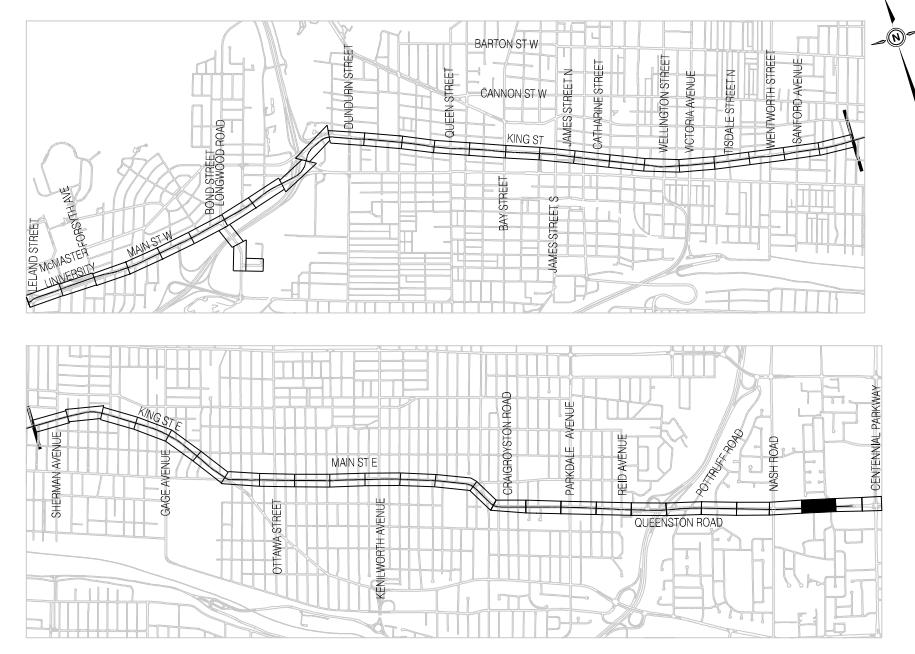 N
BARTON ST W
CANNON ST W
DUNDURN STREET
QUEEN STREET
JAMES STREET N
CATHARINE STREET
WELLINGTON STREET
VICTORIA AVENUE
TISDALE STREET N
WENTWORTH STREET
SANFORD AVENUE
KING ST
BOND STREET
LONGWOOD ROAD
FORSYTH AVE
LELAND STREET
McMASTER
UNIVERSITY
MAIN ST W
BAY STREET
JAMES STREET S
KING ST E
SHERMAN AVENUE
GAGE AVENUE
MAIN ST E
OTTAWA STREET
KENILWORTH AVENUE
CRAIGROYSTON ROAD
PARKDALE AVENUE
REID AVENUE
POTTRUFF ROAD
NASH ROAD
CENTENNIAL PARKWAY
QUEENSTON ROAD